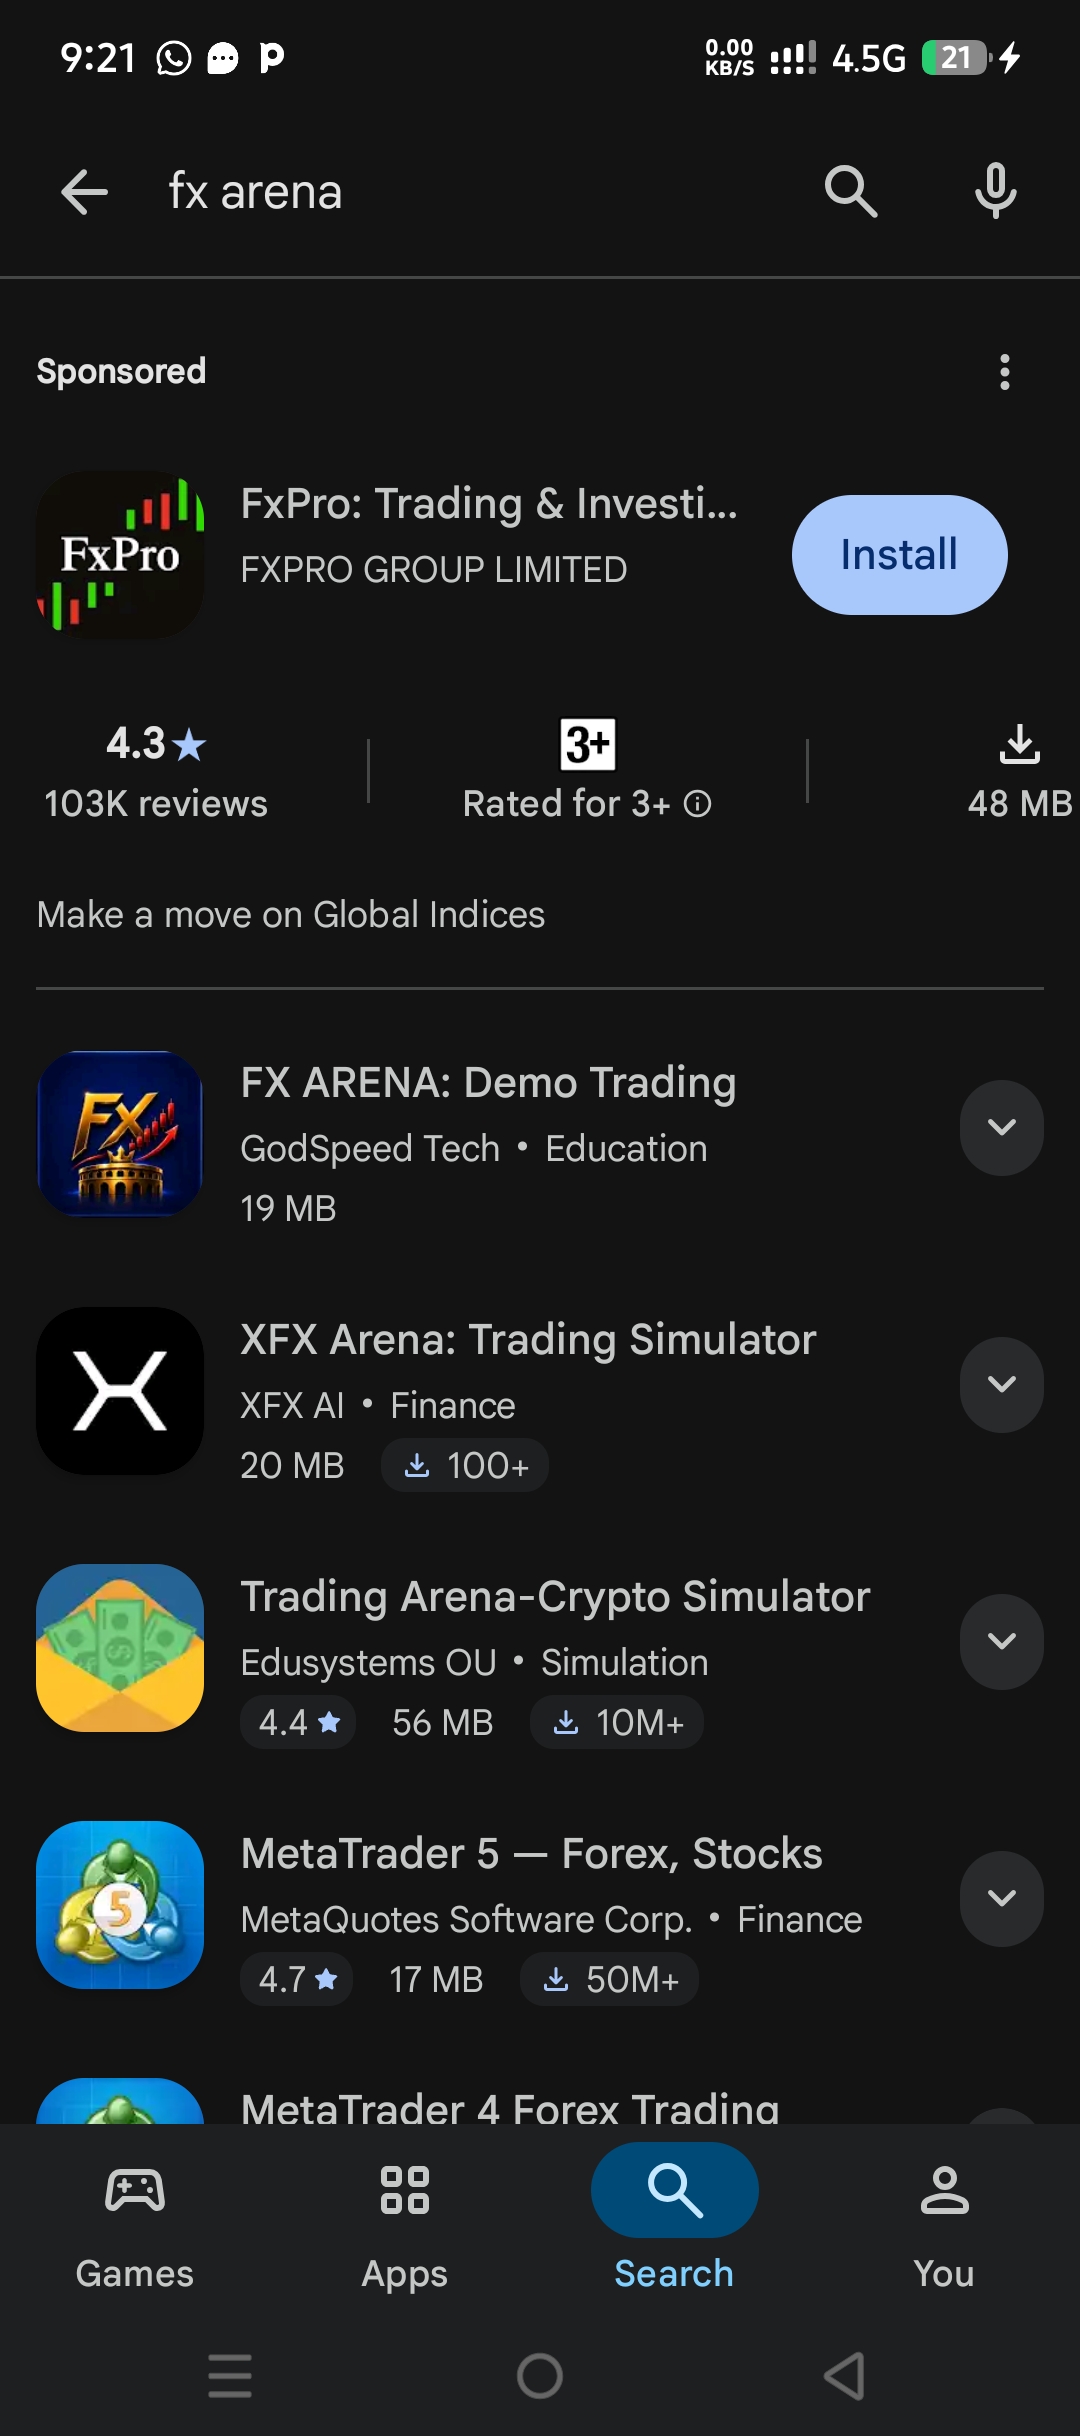 9:21
0.00
KB/S
4.5G
21
fx arena
Sponsored
FxPro
FxPro: Trading & Investi...
FXPRO GROUP LIMITED
Install
4.3★
103K reviews
3+
Rated for 3+
48 MB
Make a move on Global Indices
FX
FX ARENA: Demo Trading
GodSpeed Tech • Education
19 MB
XFX Arena: Trading Simulator
XFX AI • Finance
20 MB 100+
Trading Arena-Crypto Simulator
Edusystems OU • Simulation
4.4★ 56 MB 10M+
5
MetaTrader 5 — Forex, Stocks
MetaQuotes Software Corp. • Finance
4.7★ 17 MB 50M+
MetaTrader 4 Forex Trading
Games
Apps
Search
You